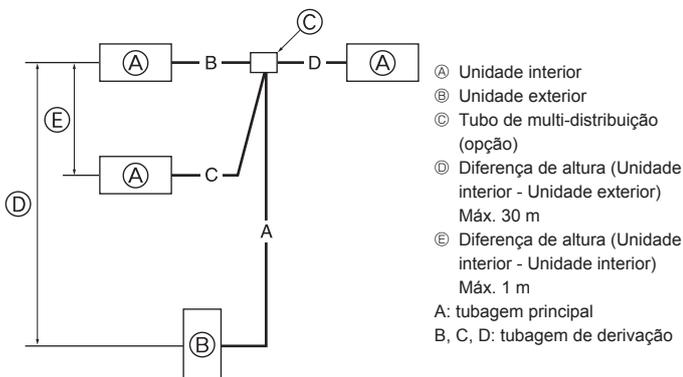 Ⓒ
Ⓐ B D Ⓐ
Ⓔ
Ⓐ C
Ⓓ
A
Ⓑ
Ⓐ Unidade interior
Ⓑ Unidade exterior
Ⓒ Tubo de multi-distribuição
(opção)
Ⓓ Diferença de altura (Unidade
interior - Unidade exterior)
Máx. 30 m
Ⓔ Diferença de altura (Unidade
interior - Unidade interior)
Máx. 1 m
A: tubagem principal
B, C, D: tubagem de derivação